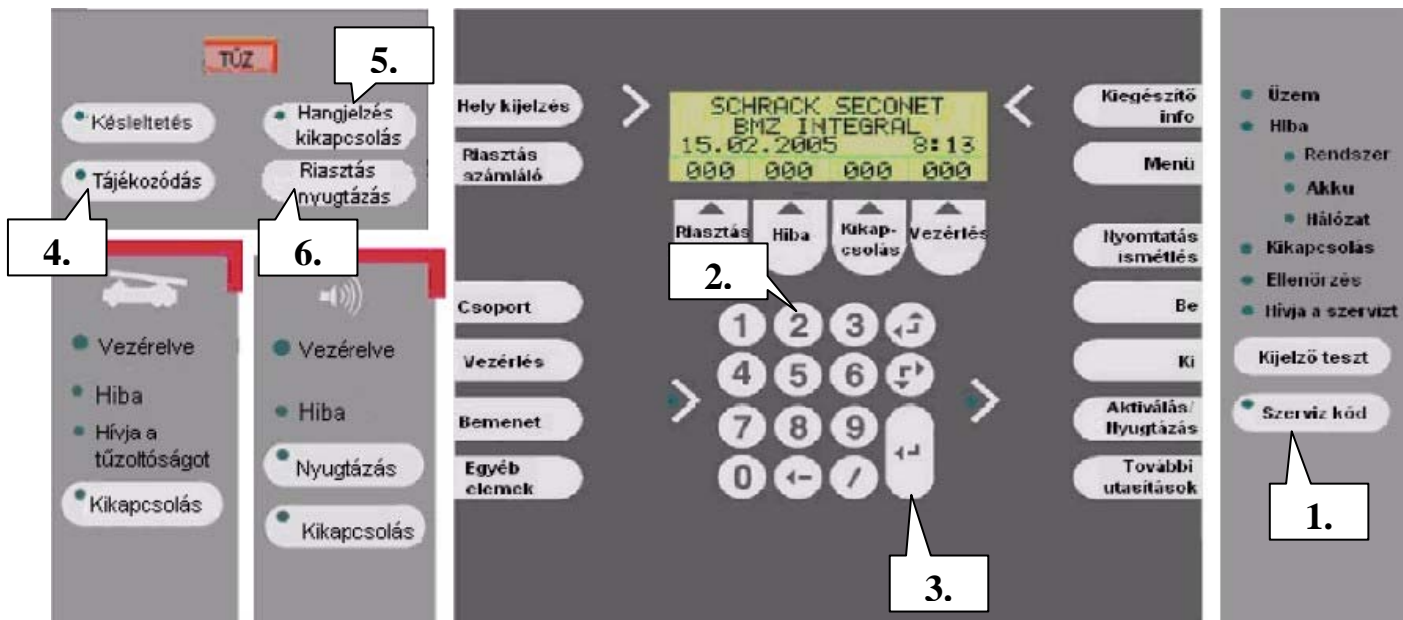 TŰZ
5.
Késleltetés
Hangjelzés
kikapcsolás
Tájékozódás
Riasztás
nyugtázás
4.
6.
Vezérelve
Hiba
Hívja a
tűzoltóságot
Kikapcsolás
Vezérelve
Hiba
Nyugtázás
Kikapcsolás
Hely kijelzés
Riasztás
számláló
Csoport
Vezérlés
Bemenet
Egyéb
elemek
SCHRACK SECONET
BMZ INTEGRAL
15.02.2005 8:13
000 000 000 000
Riasztás
Hiba
Kikap-
csolás
Vezérlés
2.
1 2 3
4 5 6
7 8 9
0 ← /
3.
Kiegészítő
info
Menü
Nyomtatás
ismétlés
Be
Ki
Aktiválás/
Nyugtázás
További
utasítások
Üzem
Hiba
Rendszer
Akku
Hálózat
Kikapcsolás
Ellenörzés
Hívja a szervizt
Kijelző teszt
Szerviz kód
1.